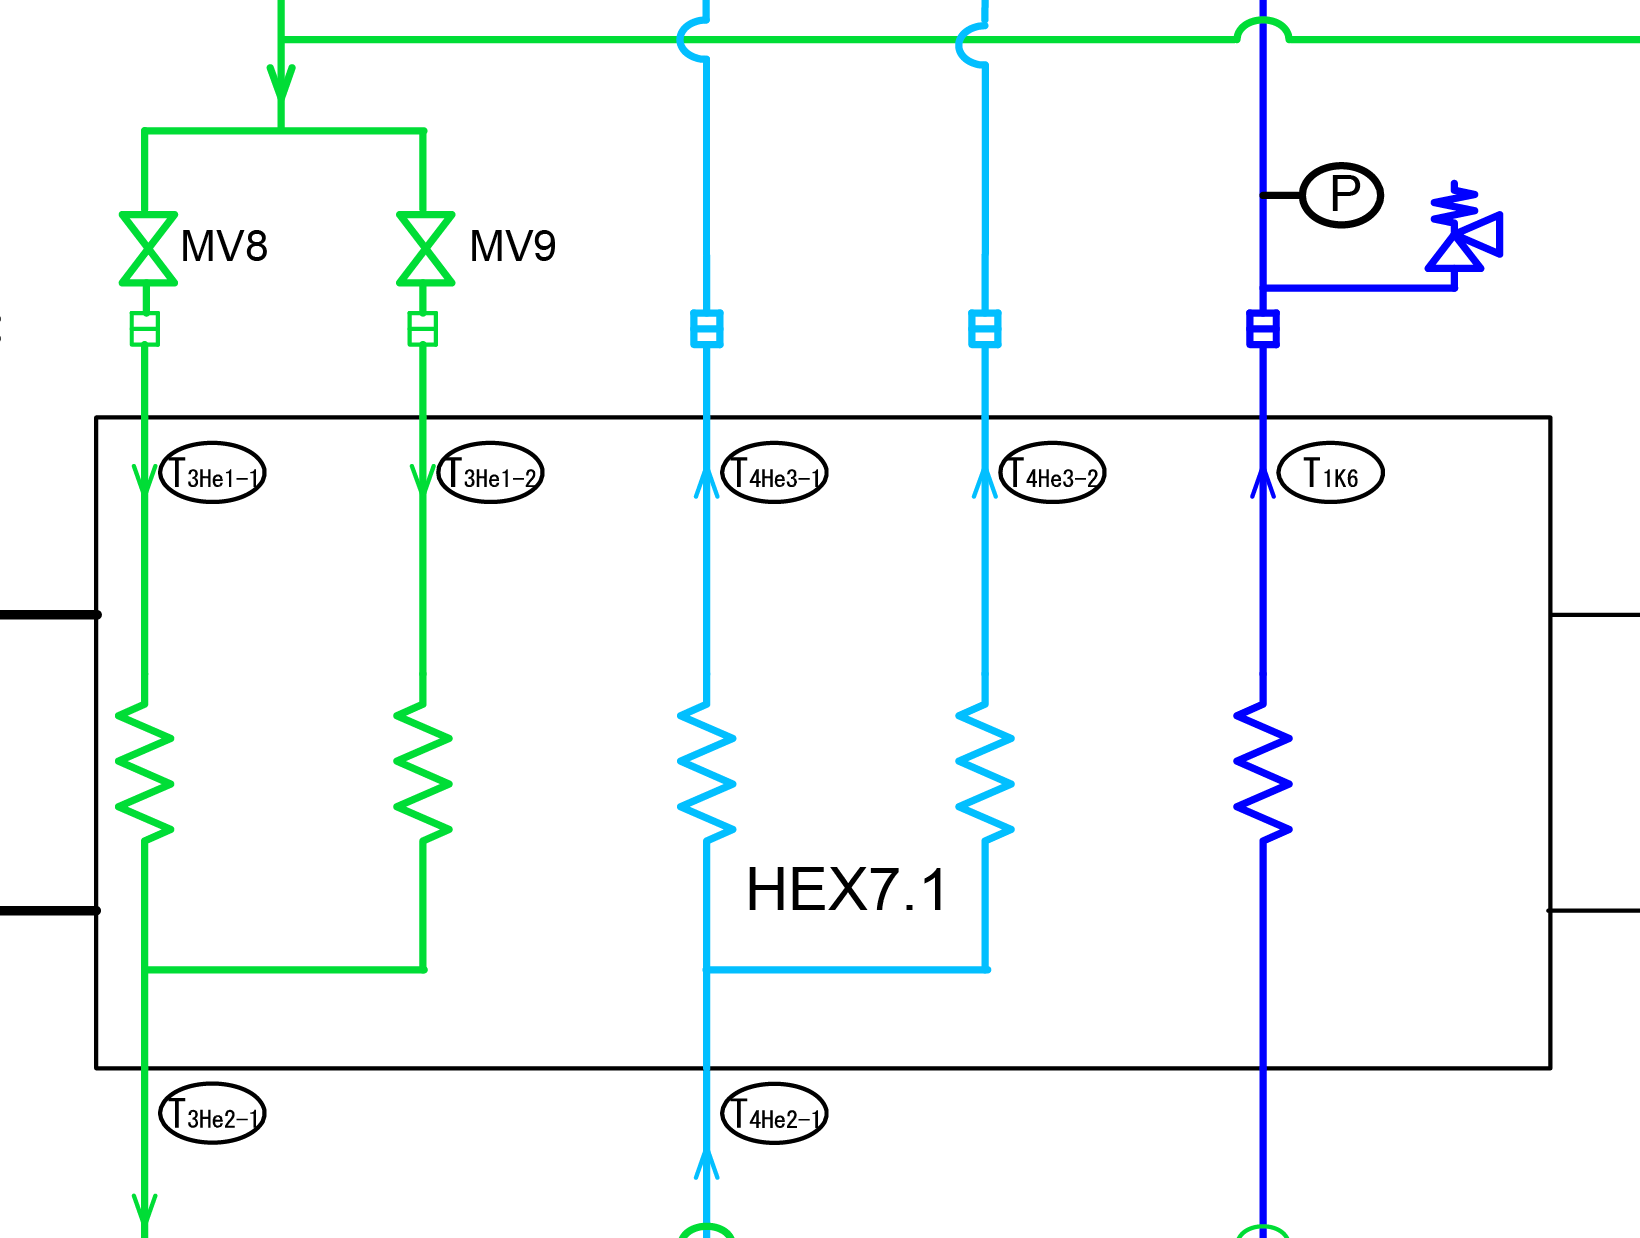 P
MV8
MV9
:
T3He1-1
T3He1-2
T4He3-1
T4He3-2
T1K6
HEX7.1
T3He2-1
T4He2-1